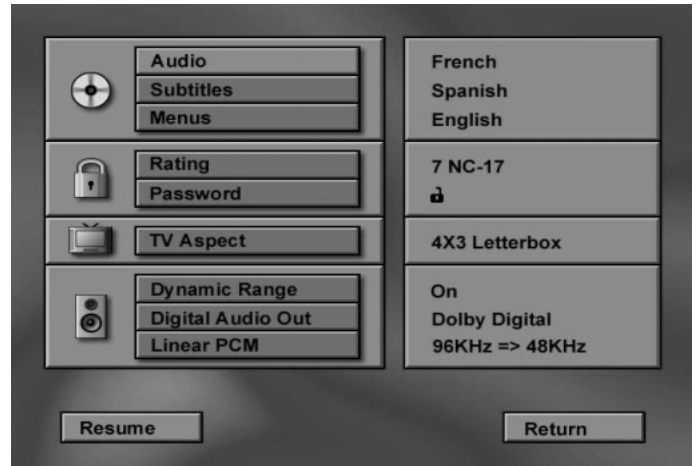 Audio French
Subtitles Spanish
Menus English
Rating 7 NC-17
Password
TV Aspect 4X3 Letterbox
Dynamic Range On
Digital Audio Out Dolby Digital
Linear PCM 96KHz => 48KHz
Resume Return